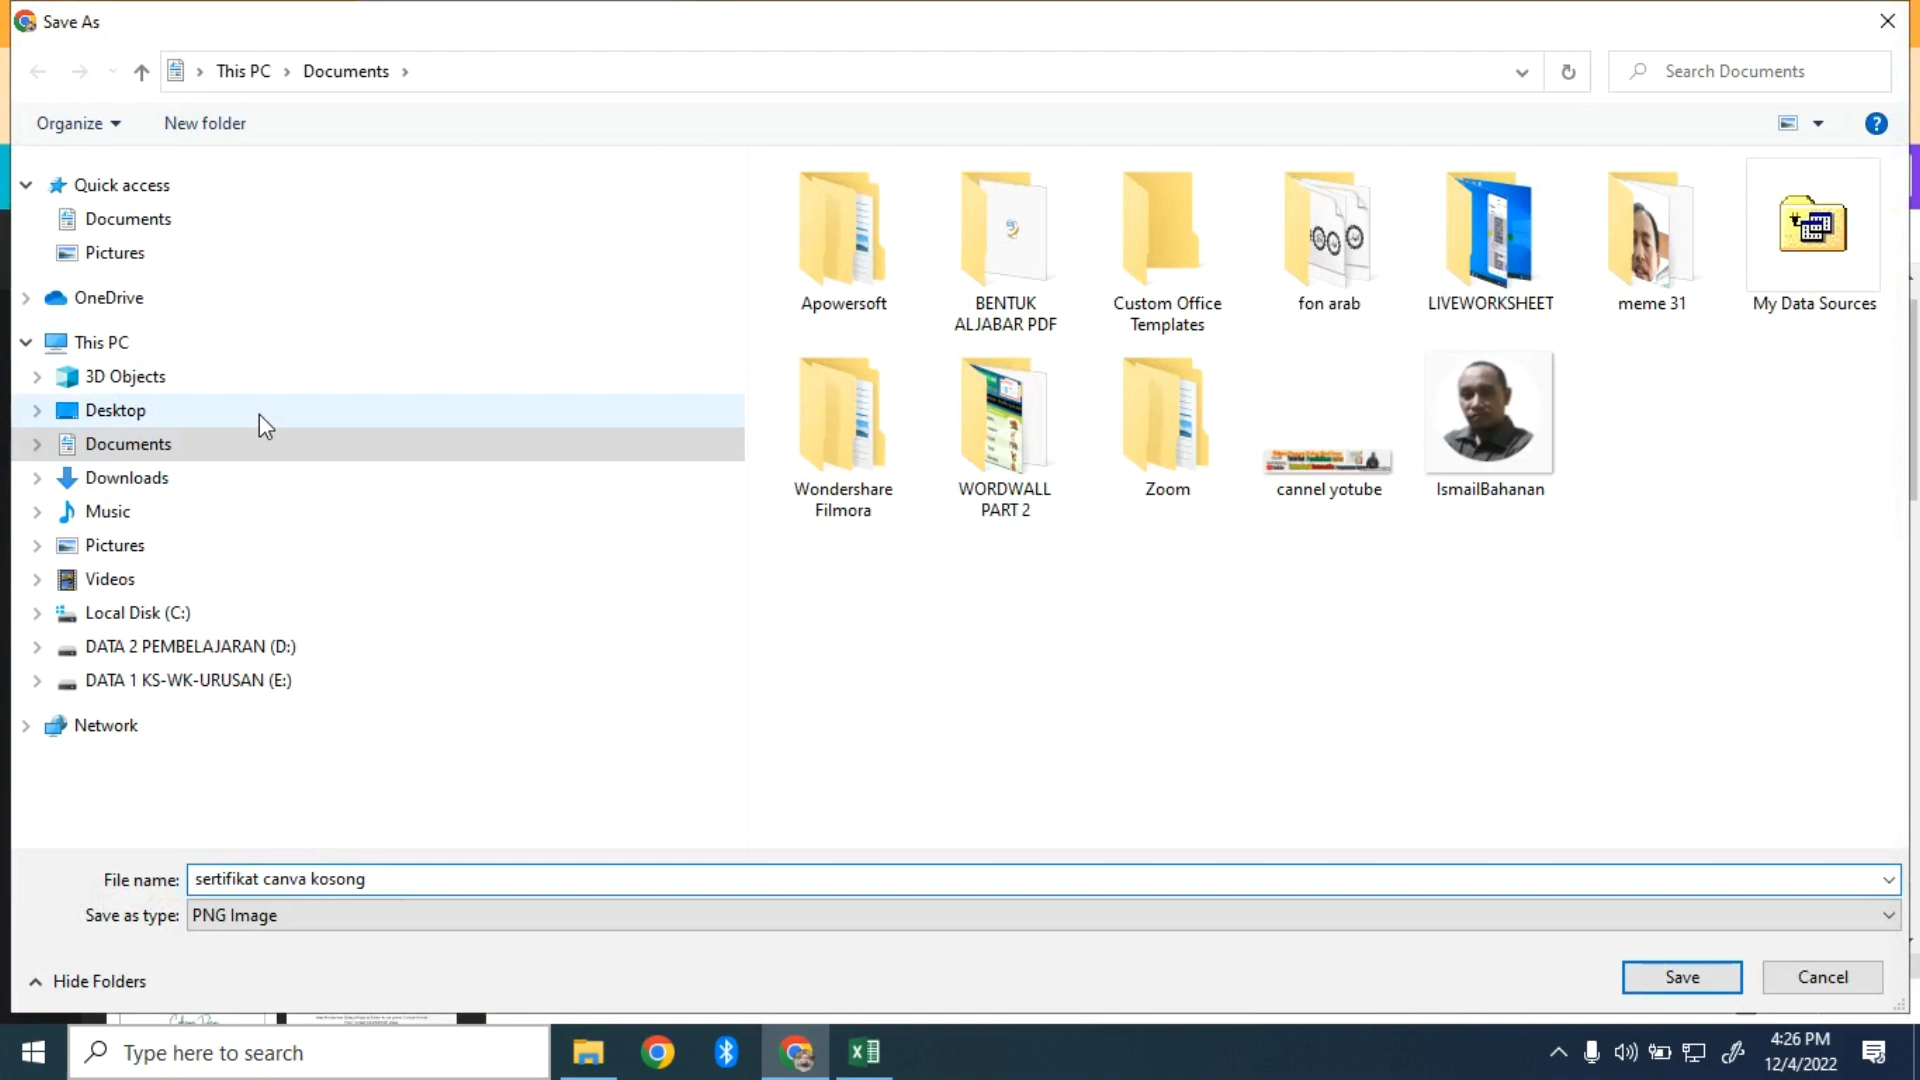 Save As
This PC > Documents >
Search Documents
Organize
New folder
?
Quick access
Documents
Pictures
OneDrive
This PC
3D Objects
Desktop
Documents
Downloads
Music
Pictures
Videos
Local Disk (C:)
DATA 2 PEMBELAJARAN (D:)
DATA 1 KS-WK-URUSAN (E:)
Network
Apowersoft
BENTUK
ALJABAR PDF
Custom Office
Templates
fon arab
LIVEWORKSHEET
meme 31
My Data Sources
Wondershare
Filmora
WORDWALL
PART 2
Zoom
cannel yotube
IsmailBahanan
File name: sertifikat canva kosong
Save as type: PNG Image
Hide Folders
Save
Cancel
Type here to search
4:26 PM
12/4/2022